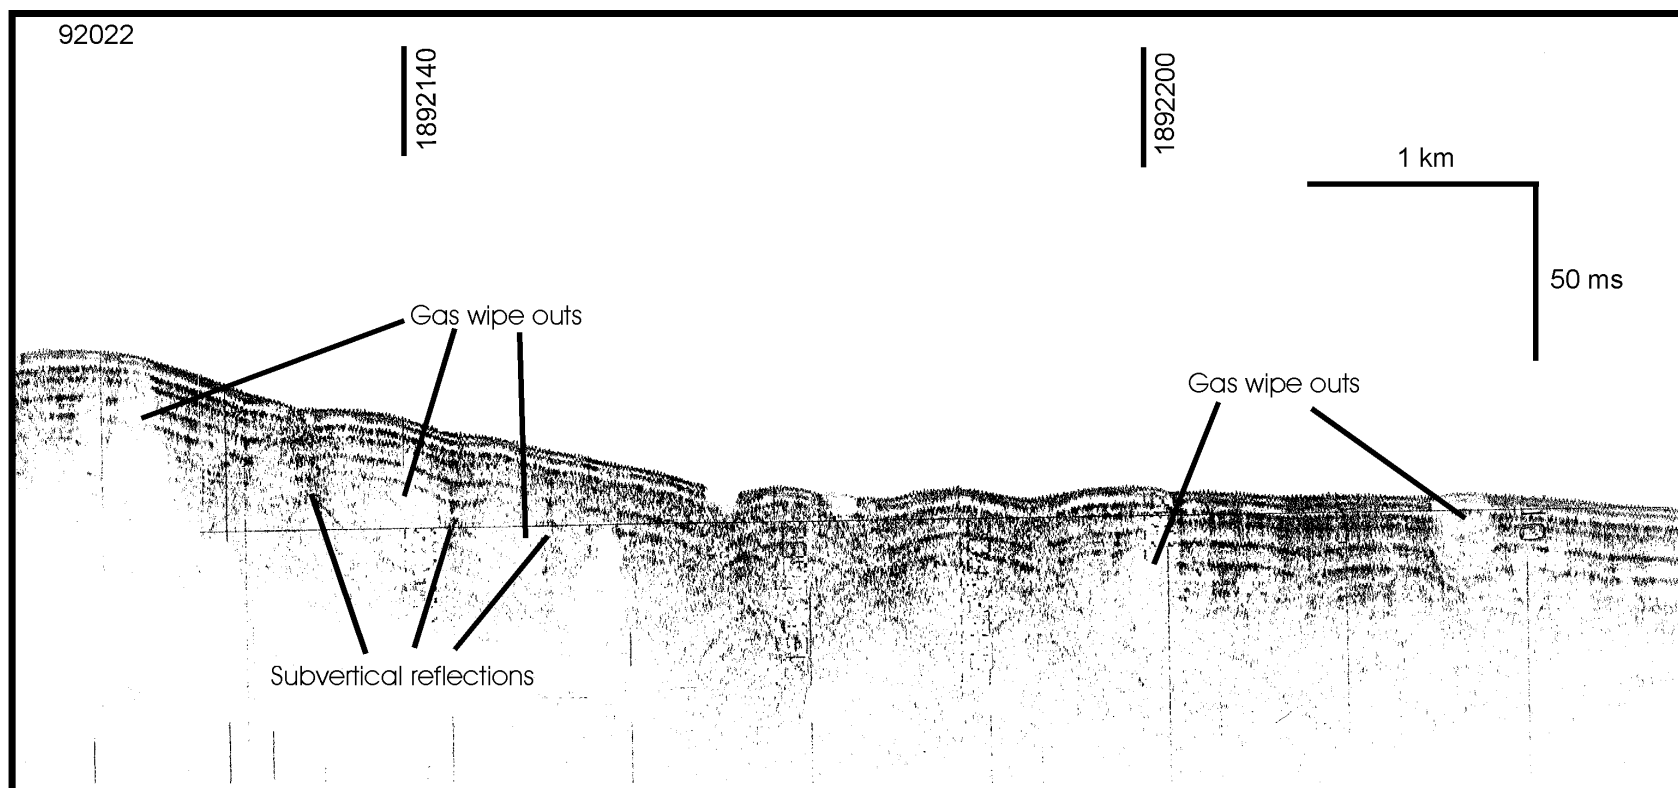 92022
1892140
1892200
1 km
50 ms
Gas wipe outs
Gas wipe outs
Subvertical reflections